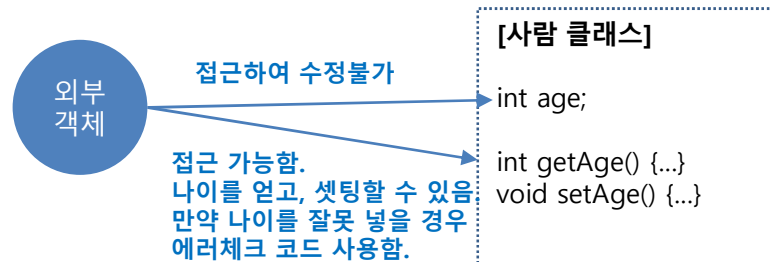 외부
객체
접근하여 수정불가
접근 가능함.
나이를 얻고, 셋팅할 수 있음.
만약 나이를 잘못 넣을 경우
에러체크 코드 사용함.
[사람 클래스]
int age;
int getAge() {...}
void setAge() {...}